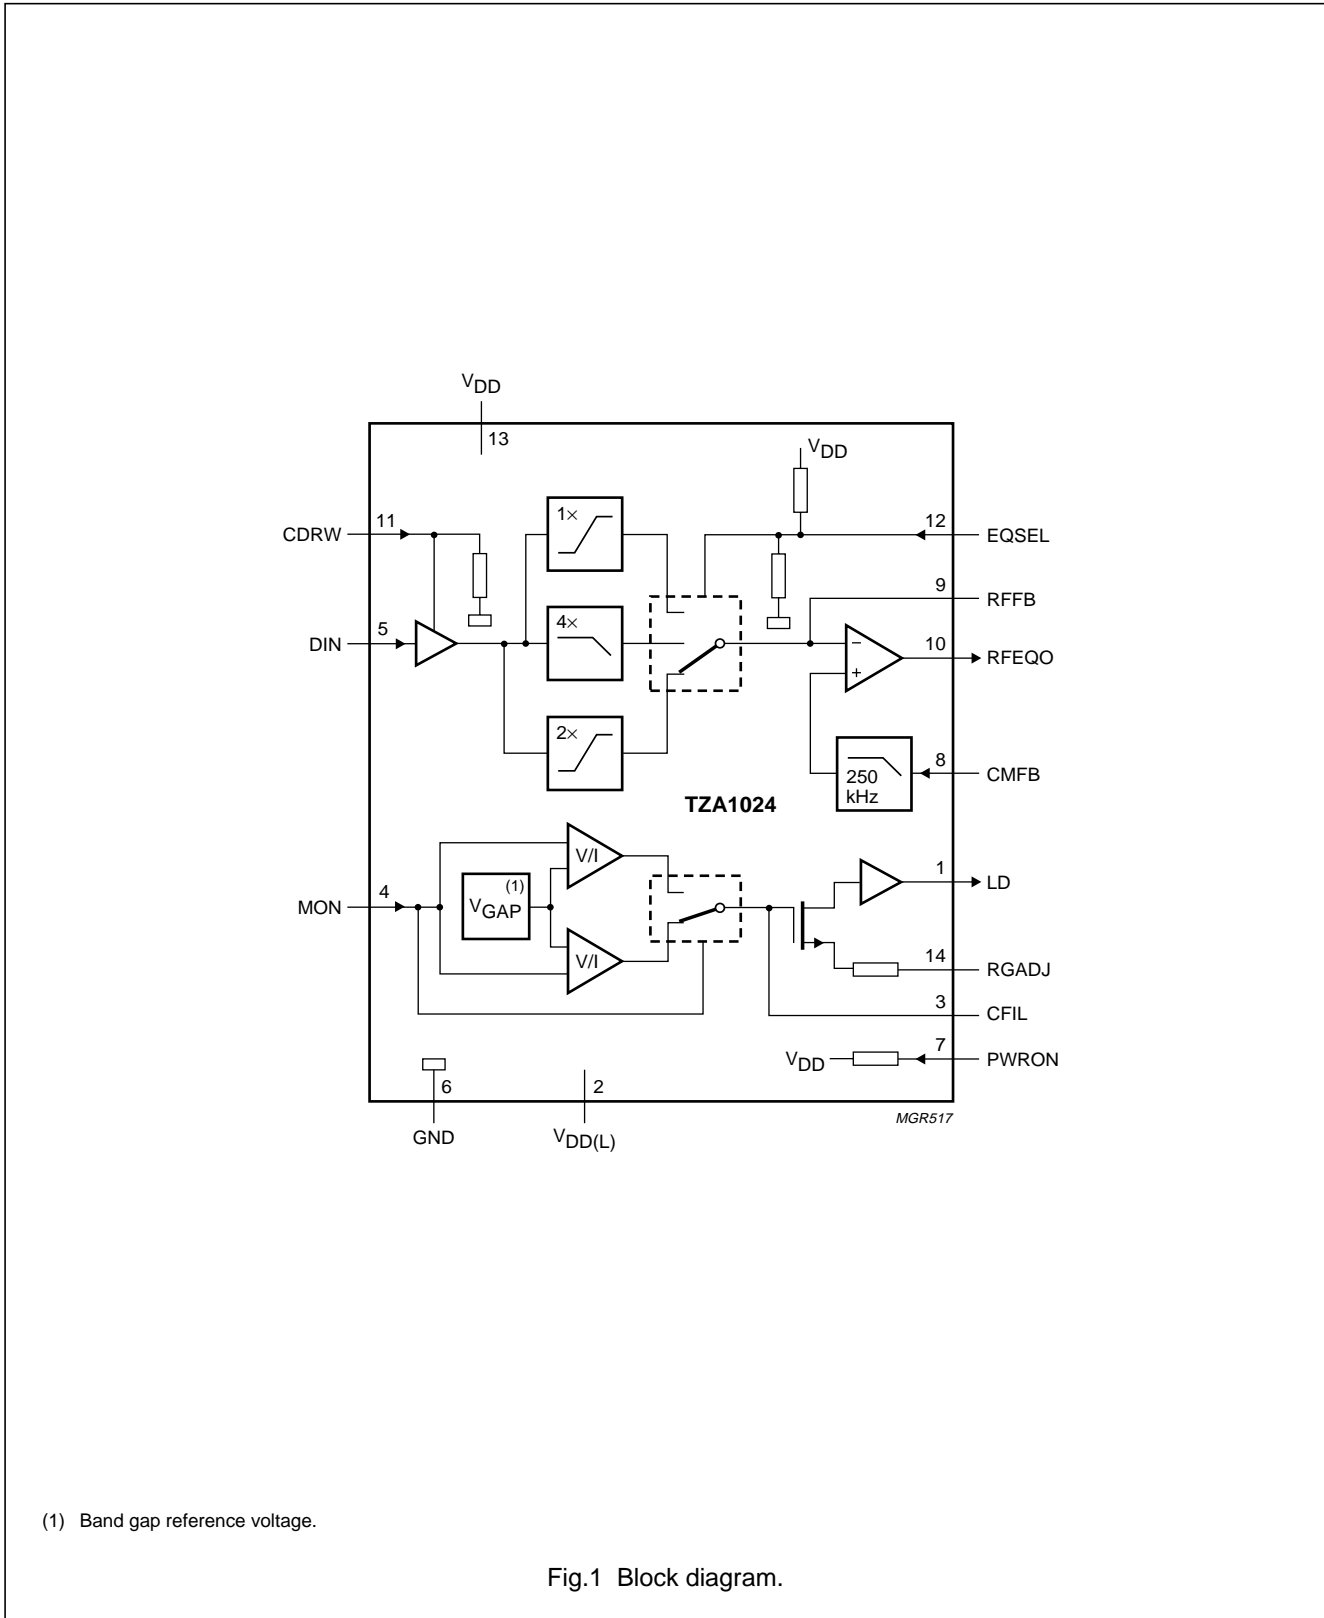 VDD
13
VDD
1×
CDRW
11
12
EQSEL
9
RFFB
4×
DIN
5
−
10
RFEQO
+
2×
8
CMFB
250
kHz
TZA1024
V/I
(1)
1
LD
MON
4
VGAP
V/I
14
RGADJ
3
CFIL
VDD
7
PWRON
6
2
MGR517
GND
VDD(L)
(1) Band gap reference voltage.
Fig.1 Block diagram.